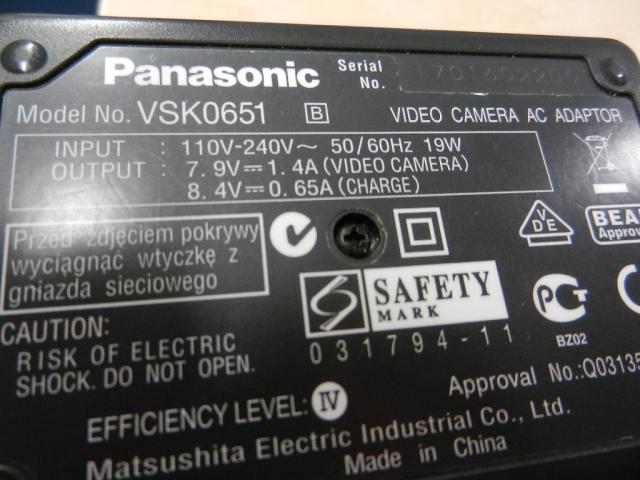 Panasonic
Serial No.
Model No. VSK0651 B VIDEO CAMERA AC ADAPTOR
INPUT : 110V-240V～ 50/60Hz 19W
OUTPUT : 7.9V⎓1.4A (VIDEO CAMERA)
8.4V⎓0.65A (CHARGE)
Przed zdjęciem pokrywy
wyciągnąć wtyczkę z
gniazda sieciowego
VDE
BEAB
Approved
SAFETY
MARK
031794-11
PCT
BZ02
CAUTION:
RISK OF ELECTRIC
SHOCK. DO NOT OPEN.
Approval No.:Q03135
EFFICIENCY LEVEL: IV
Matsushita Electric Industrial Co., Ltd.
Made in China